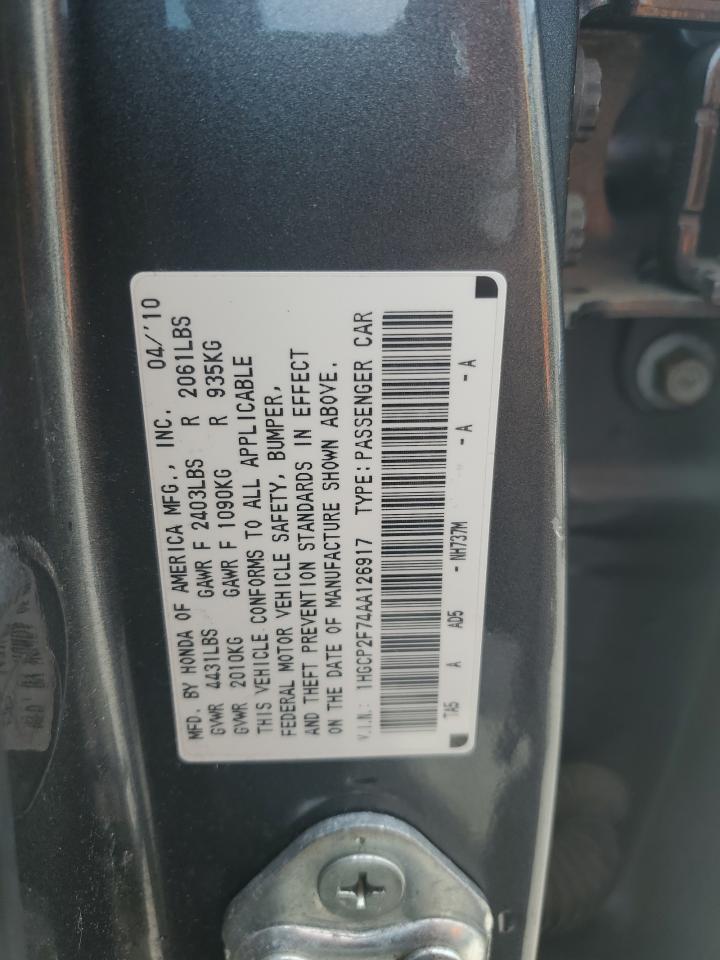 MFD. BY HONDA OF AMERICA MFG., INC. 04/'10
GVWR 4431LBS GAWR F 2403LBS R 2061LBS
GVWR 2010KG GAWR F 1090KG R 935KG
THIS VEHICLE CONFORMS TO ALL APPLICABLE
FEDERAL MOTOR VEHICLE SAFETY, BUMPER,
AND THEFT PREVENTION STANDARDS IN EFFECT
ON THE DATE OF MANUFACTURE SHOWN ABOVE.
V.I.N.: 1HGCP2F74AA126917 TYPE: PASSENGER CAR
TA5 A AD5 - NH737M - A - A